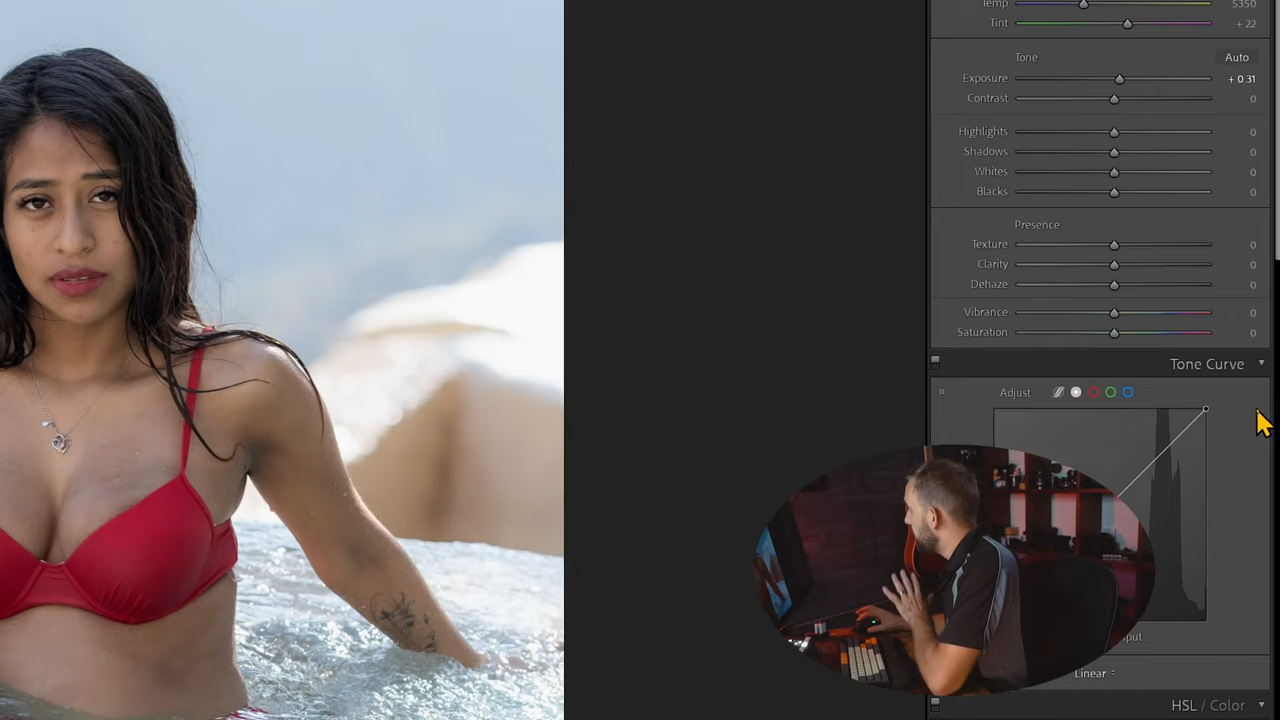 Temp 5350
Tint + 22
Tone Auto
Exposure + 0.31
Contrast 0
Highlights 0
Shadows 0
Whites 0
Blacks 0
Presence
Texture 0
Clarity 0
Dehaze 0
Vibrance 0
Saturation 0
Tone Curve
Adjust :
Linear
HSL / Color